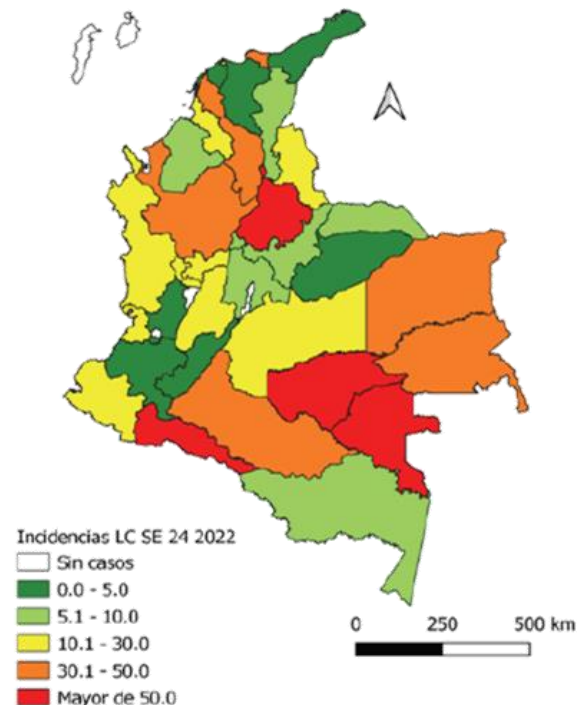 Incidencias LC SE 24 2022
Sin casos
0.0 - 5.0
5.1 - 10.0
10.1 - 30.0
30.1 - 50.0
Mayor de 50.0
0 250 500 km